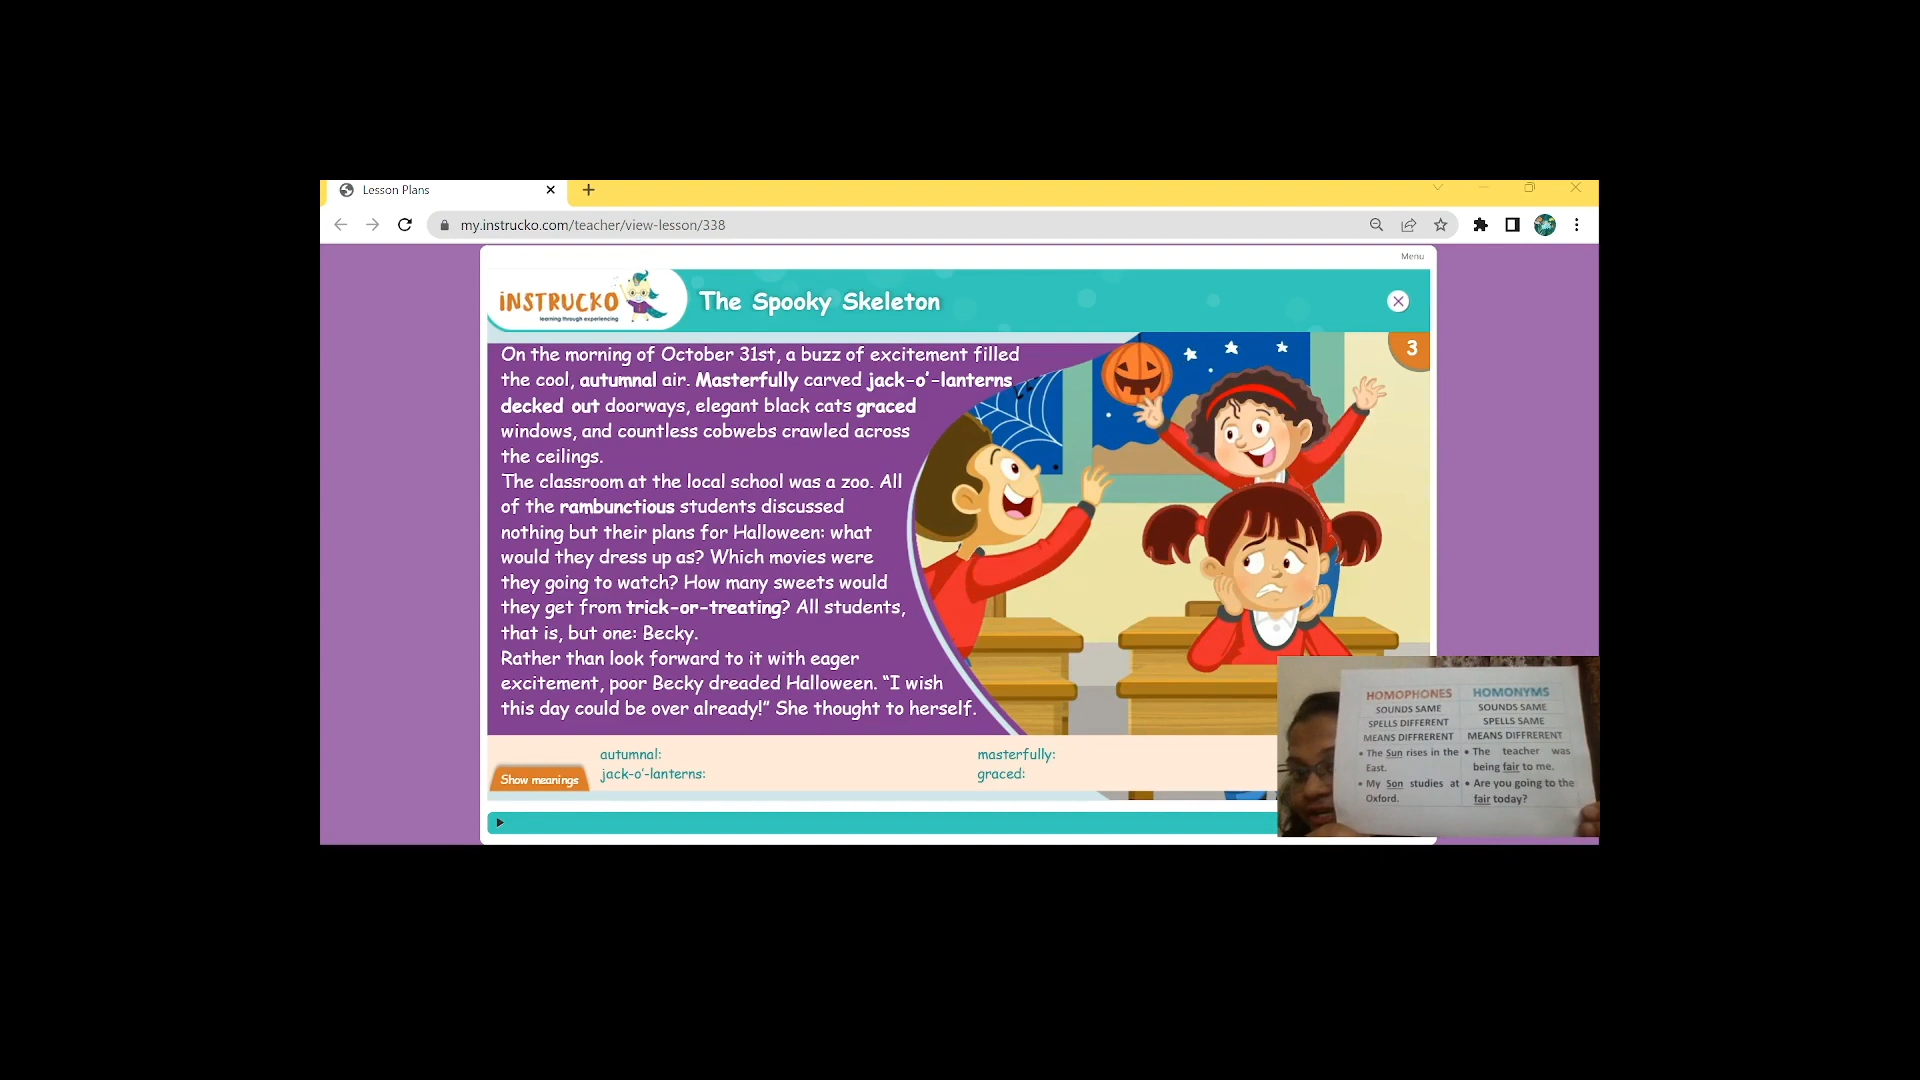 Lesson Plans
my.instrucko.com/teacher/view-lesson/338
Menu
INSTRUCKO
learning through experiencing
The Spooky Skeleton
3
On the morning of October 31st, a buzz of excitement filled
the cool, autumnal air. Masterfully carved jack-o'-lanterns
decked out doorways, elegant black cats graced
windows, and countless cobwebs crawled across
the ceilings.
The classroom at the local school was a zoo. All
of the rambunctious students discussed
nothing but their plans for Halloween: what
would they dress up as? Which movies were
they going to watch? How many sweets would
they get from trick-or-treating? All students,
that is, but one: Becky.
Rather than look forward to it with eager
excitement, poor Becky dreaded Halloween. “I wish
this day could be over already!” She thought to herself.
Show meanings
autumnal:
jack-o'-lanterns:
masterfully:
graced:
HOMOPHONES
SOUNDS SAME
SPELLS DIFFERENT
MEANS DIFFRERENT
• The Sun rises in the
East.
• My Son studies at
Oxford.
HOMONYMS
SOUNDS SAME
SPELLS SAME
MEANS DIFFRERENT
• The teacher was
being fair to me.
• Are you going to the
fair today?